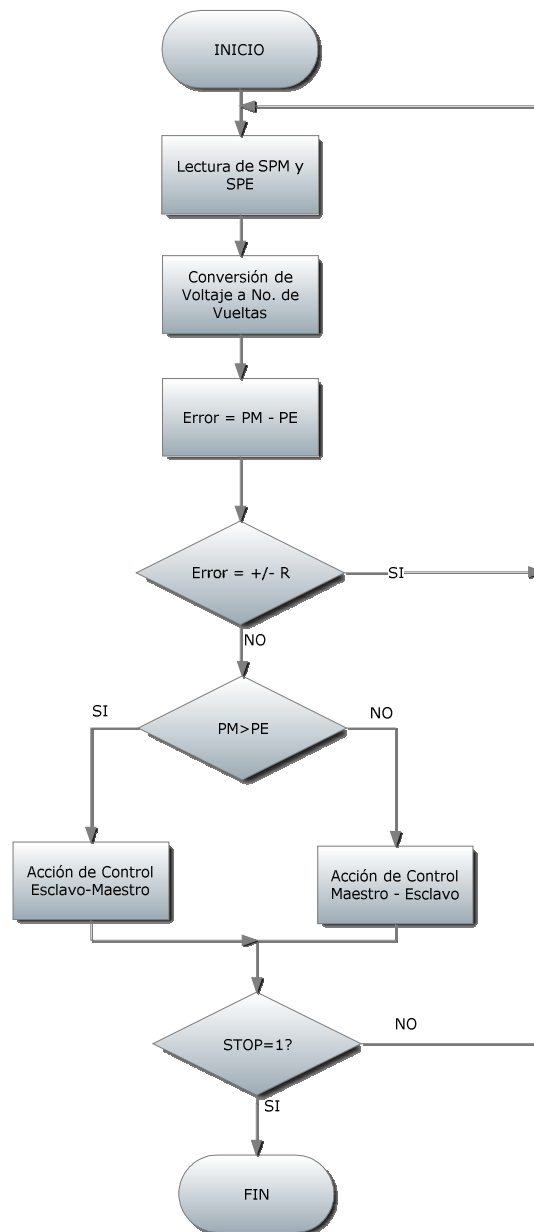 INICIO
Lectura de SPM y
SPE
Conversión de
Voltaje a No. de
Vueltas
Error = PM - PE
Error = +/- R
SI
NO
PM>PE
SI
NO
Acción de Control
Esclavo-Maestro
Acción de Control
Maestro - Esclavo
STOP=1?
NO
SI
FIN